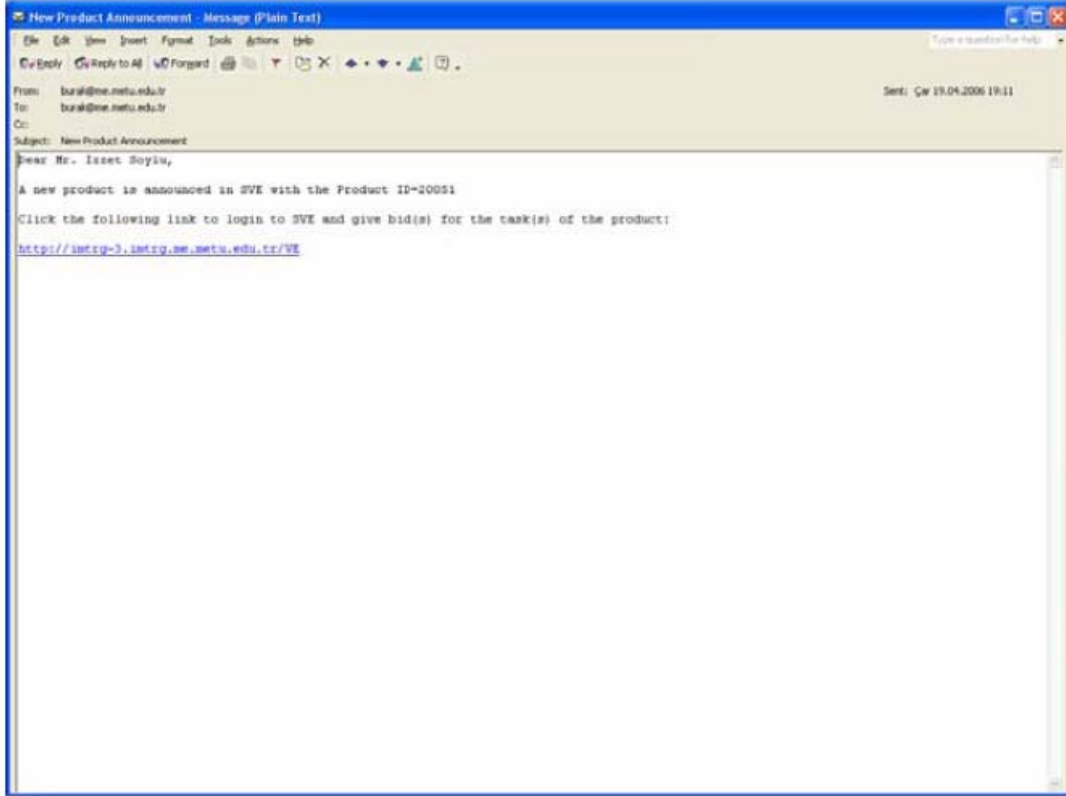 New Product Announcement - Message (Plain Text)
File Edit View Insert Format Tools Actions Help
Type a question for help
Reply Reply to All Forward
From: burak@me.metu.edu.tr
Sent: Çar 19.04.2006 19:11
To: burak@me.metu.edu.tr
Cc:
Subject: New Product Announcement
Dear Mr. Izzet Soylu,
A new product is announced in SVE with the Product ID=20051
Click the following link to login to SVE and give bid(s) for the task(s) of the product:
http://imtrg-3.imtrg.me.metu.edu.tr/VE